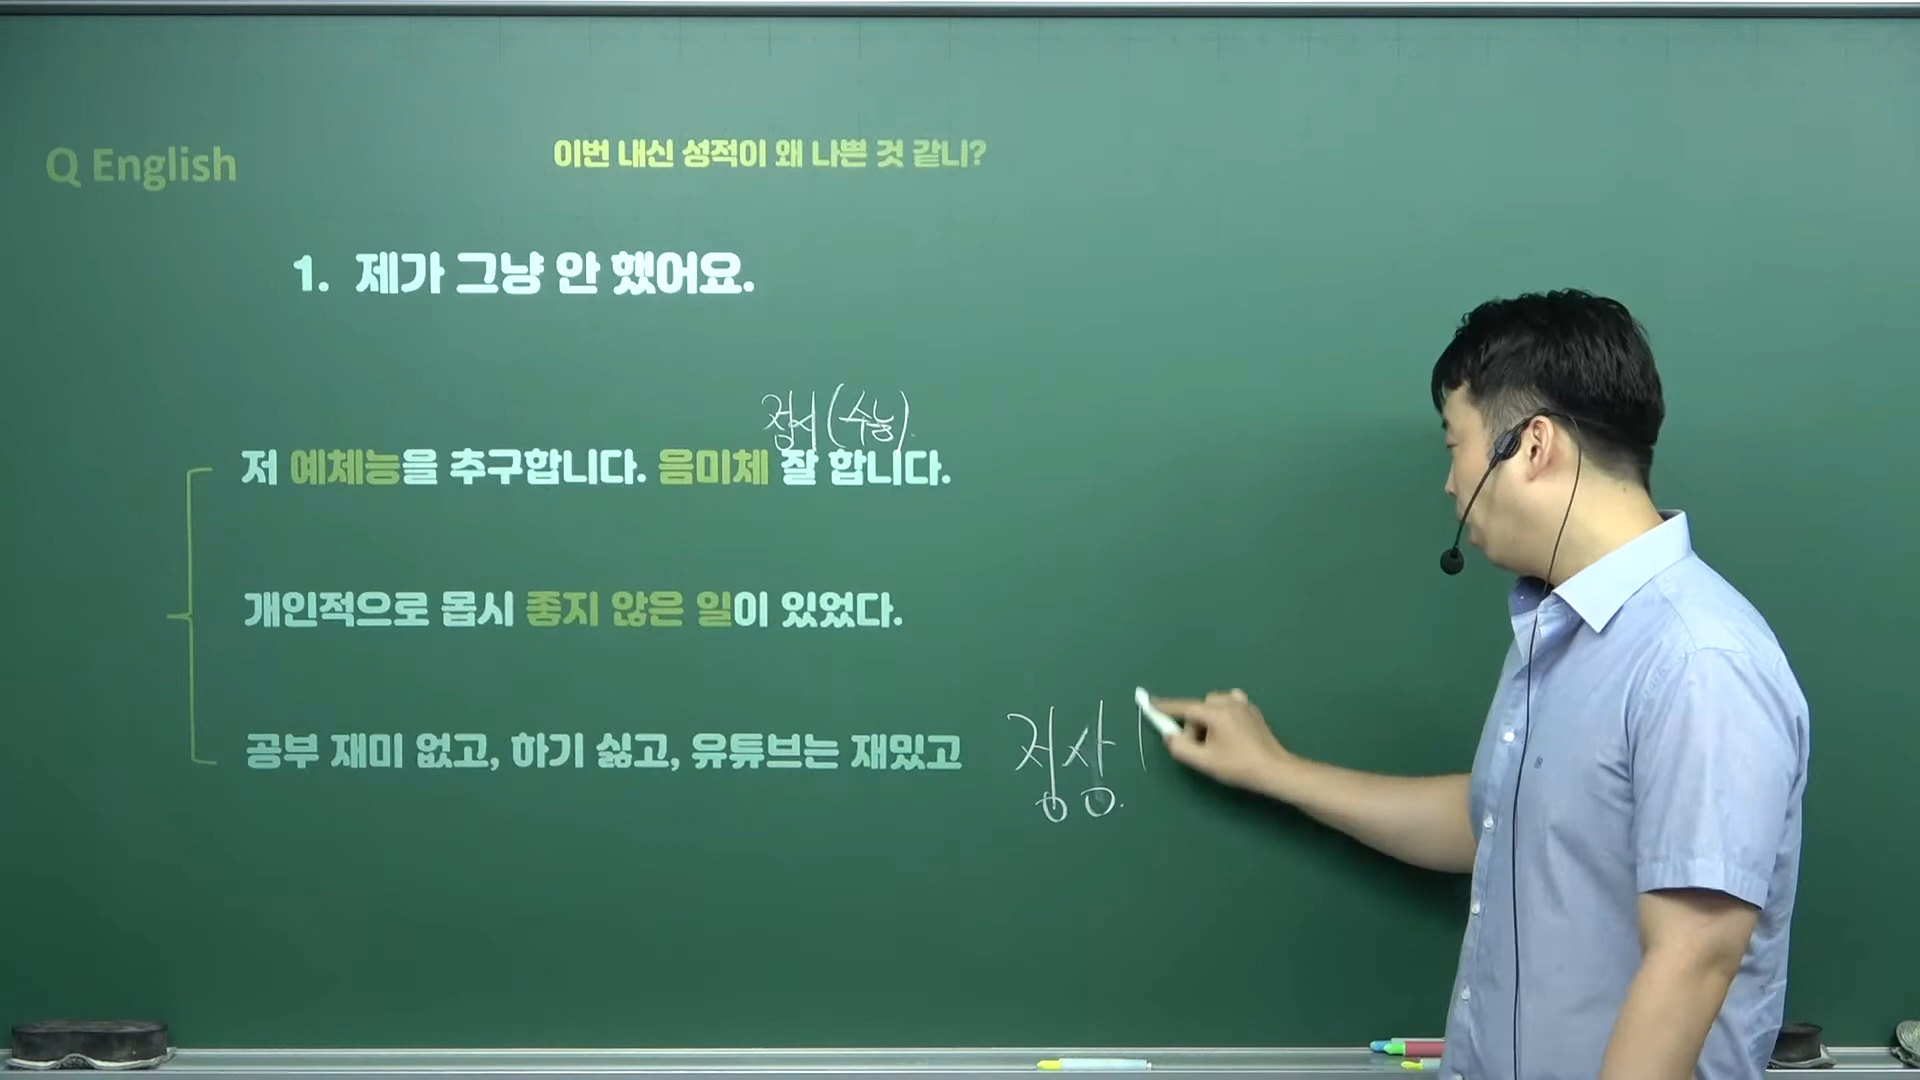 Q English
이번 내신 성적이 왜 나쁜 것 같니?
1. 제가 그냥 안 했어요.
정시 (수능).
저 예체능을 추구합니다. 음미체 잘 합니다.
개인적으로 몹시 좋지 않은 일이 있었다.
공부 재미 없고, 하기 싫고, 유튜브는 재밌고
정상.